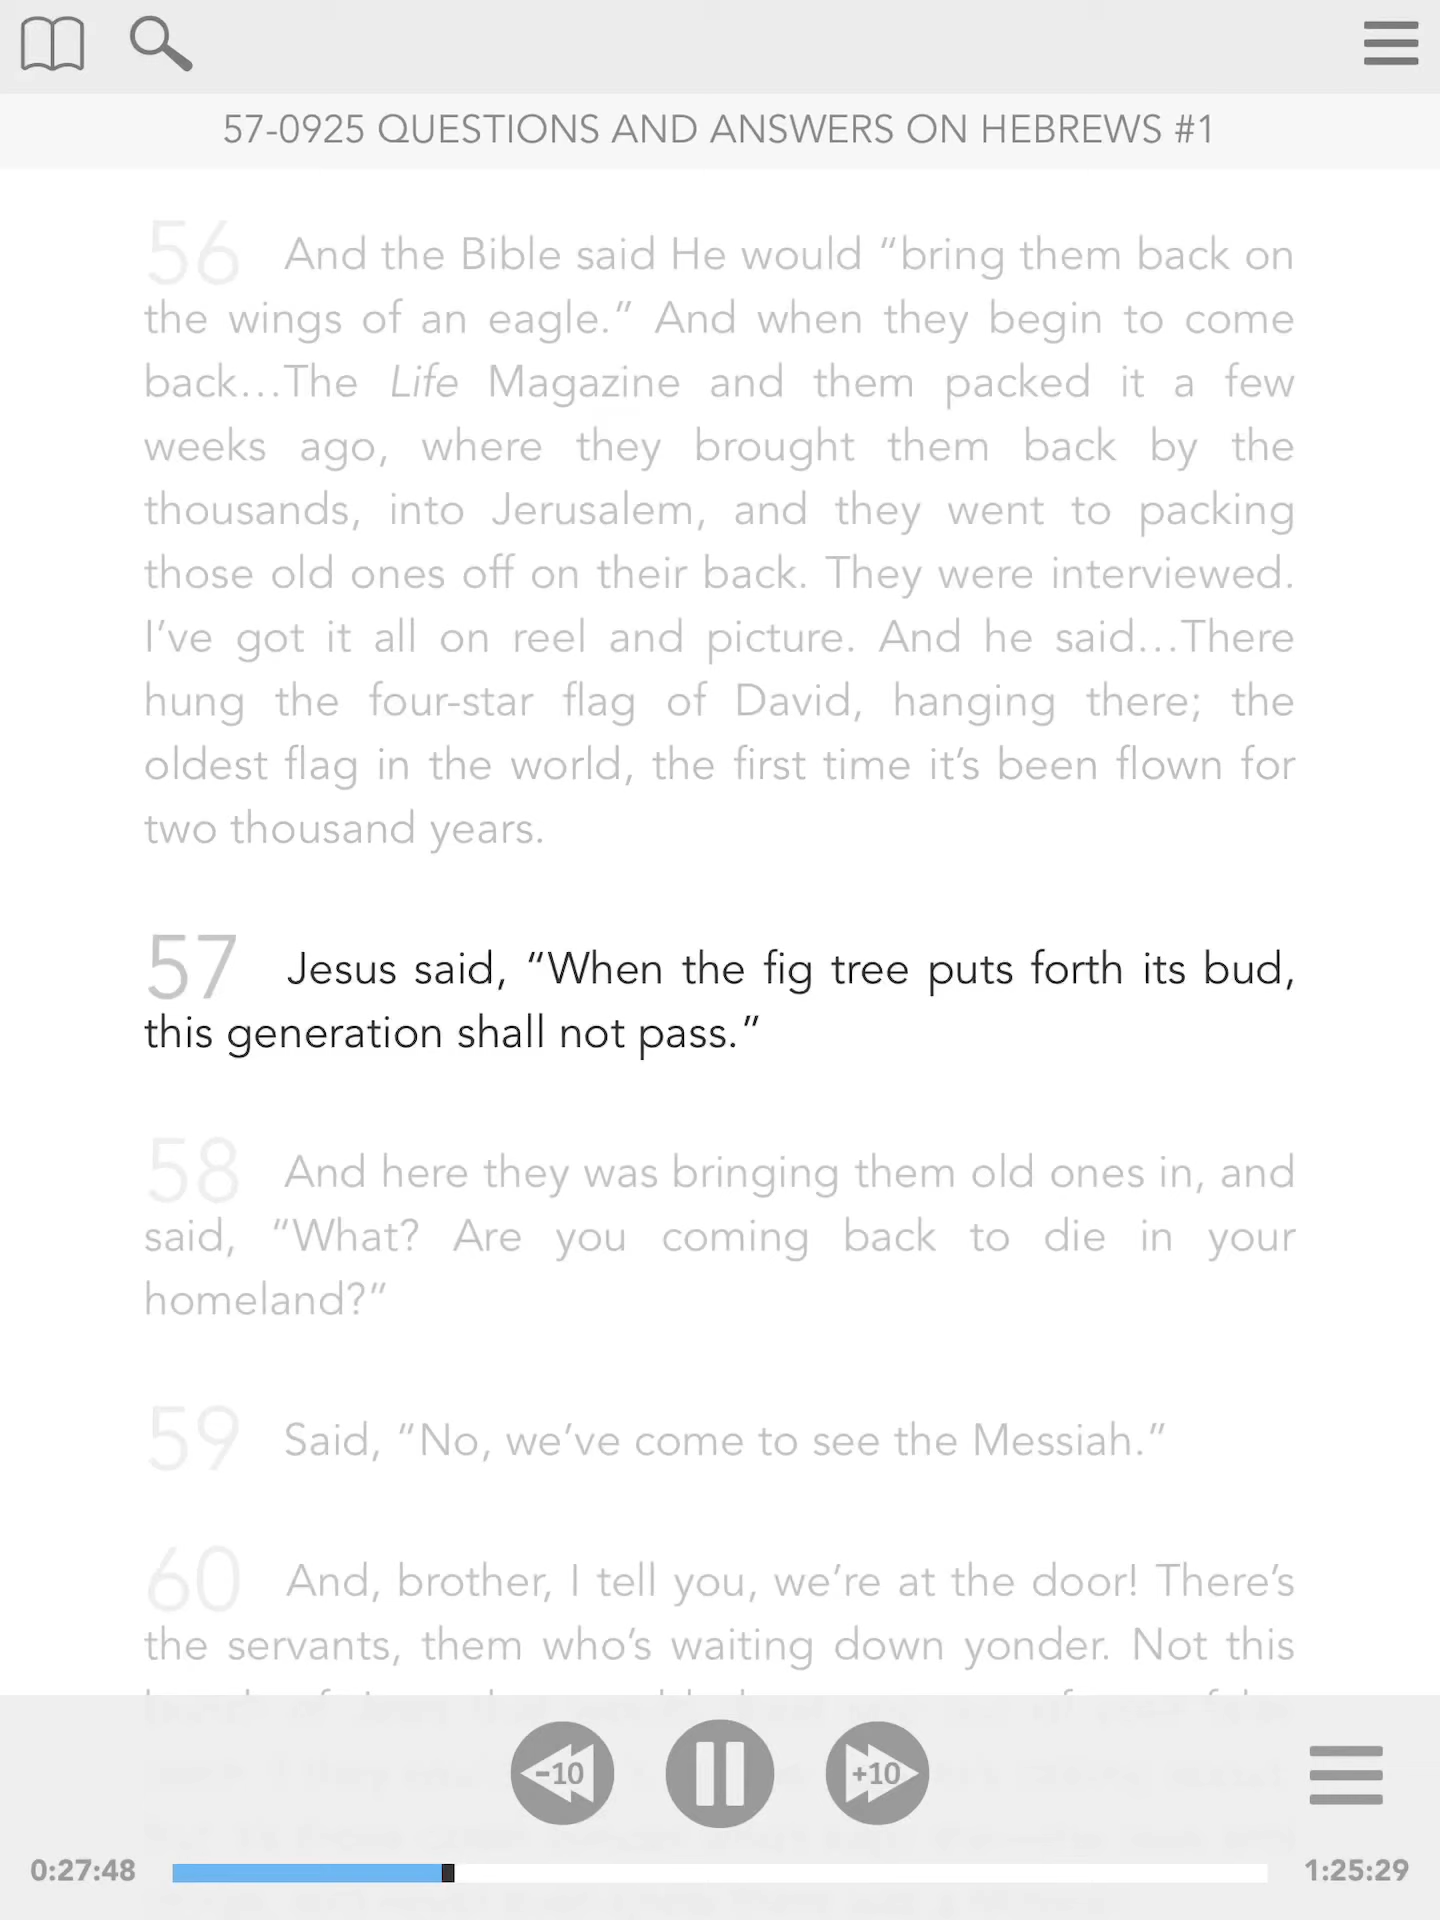 57-0925 QUESTIONS AND ANSWERS ON HEBREWS #1
56 And the Bible said He would “bring them back on
the wings of an eagle.” And when they begin to come
back…The Life Magazine and them packed it a few
weeks ago, where they brought them back by the
thousands, into Jerusalem, and they went to packing
those old ones off on their back. They were interviewed.
I’ve got it all on reel and picture. And he said…There
hung the four-star flag of David, hanging there; the
oldest flag in the world, the first time it’s been flown for
two thousand years.
57 Jesus said, “When the fig tree puts forth its bud,
this generation shall not pass.”
58 And here they was bringing them old ones in, and
said, “What? Are you coming back to die in your
homeland?”
59 Said, “No, we’ve come to see the Messiah.”
60 And, brother, I tell you, we’re at the door! There’s
the servants, them who’s waiting down yonder. Not this
-10 +10
0:27:48 1:25:29